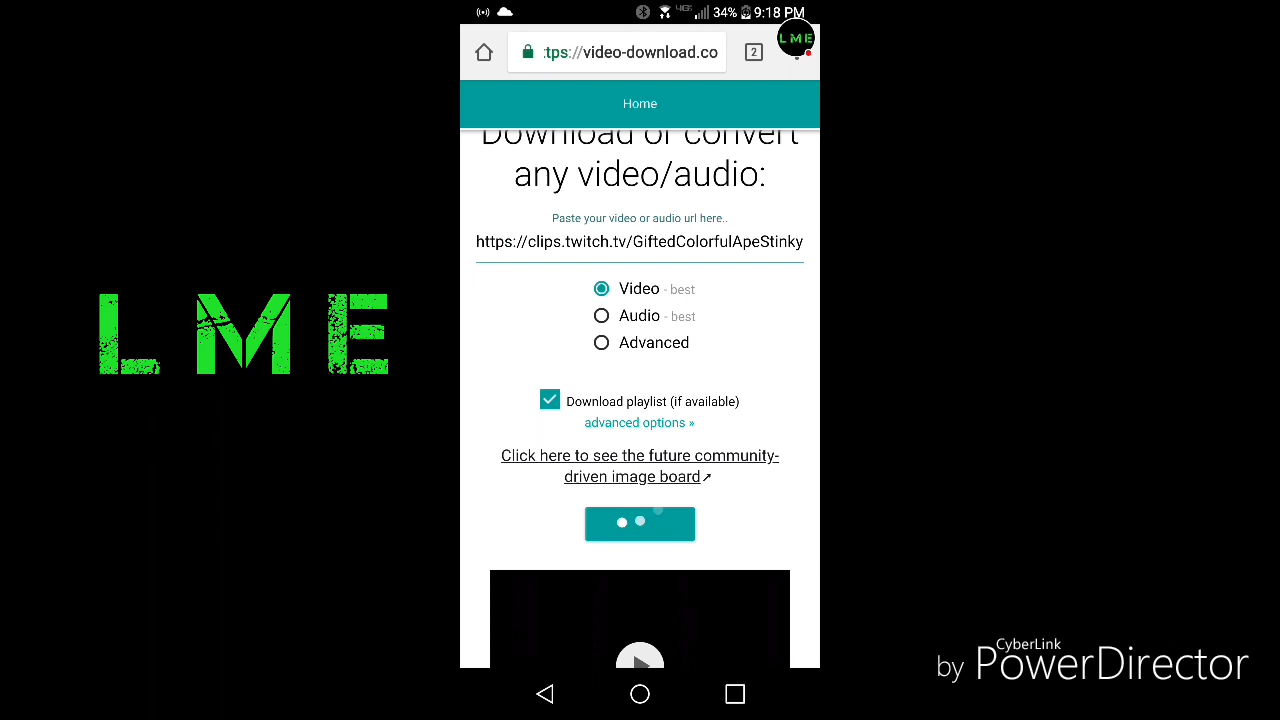 34% 9:18 PM
LME
tps://video-download.co
2
Home
Download or convert
any video/audio:
Paste your video or audio url here..
https://clips.twitch.tv/GiftedColorfulApeStinky
Video - best
Audio - best
Advanced
Download playlist (if available)
advanced options »
Click here to see the future community-
driven image board↗
LME
CyberLink
by PowerDirector